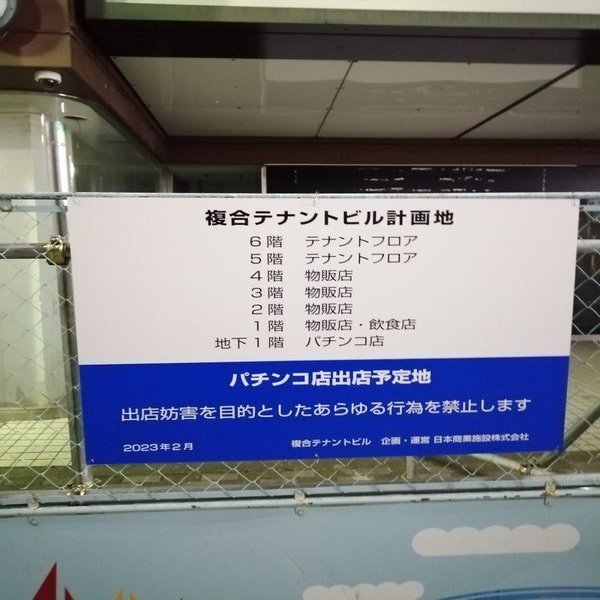 複合テナントビル計画地
6階 テナントフロア
5階 テナントフロア
4階 物販店
3階 物販店
2階 物販店
1階 物販店・飲食店
地下1階 パチンコ店
パチンコ店出店予定地
出店妨害を目的としたあらゆる行為を禁止します
2023年2月 複合テナントビル 企画・運営 日本商業施設株式会社